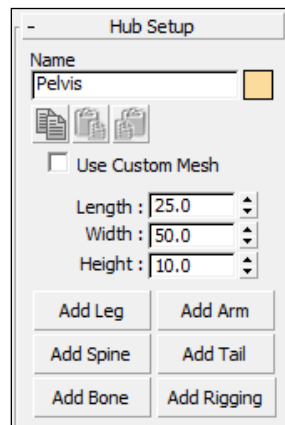 - Hub Setup
Name
Pelvis
Use Custom Mesh
Length : 25.0
Width : 50.0
Height : 10.0
Add Leg Add Arm
Add Spine Add Tail
Add Bone Add Rigging